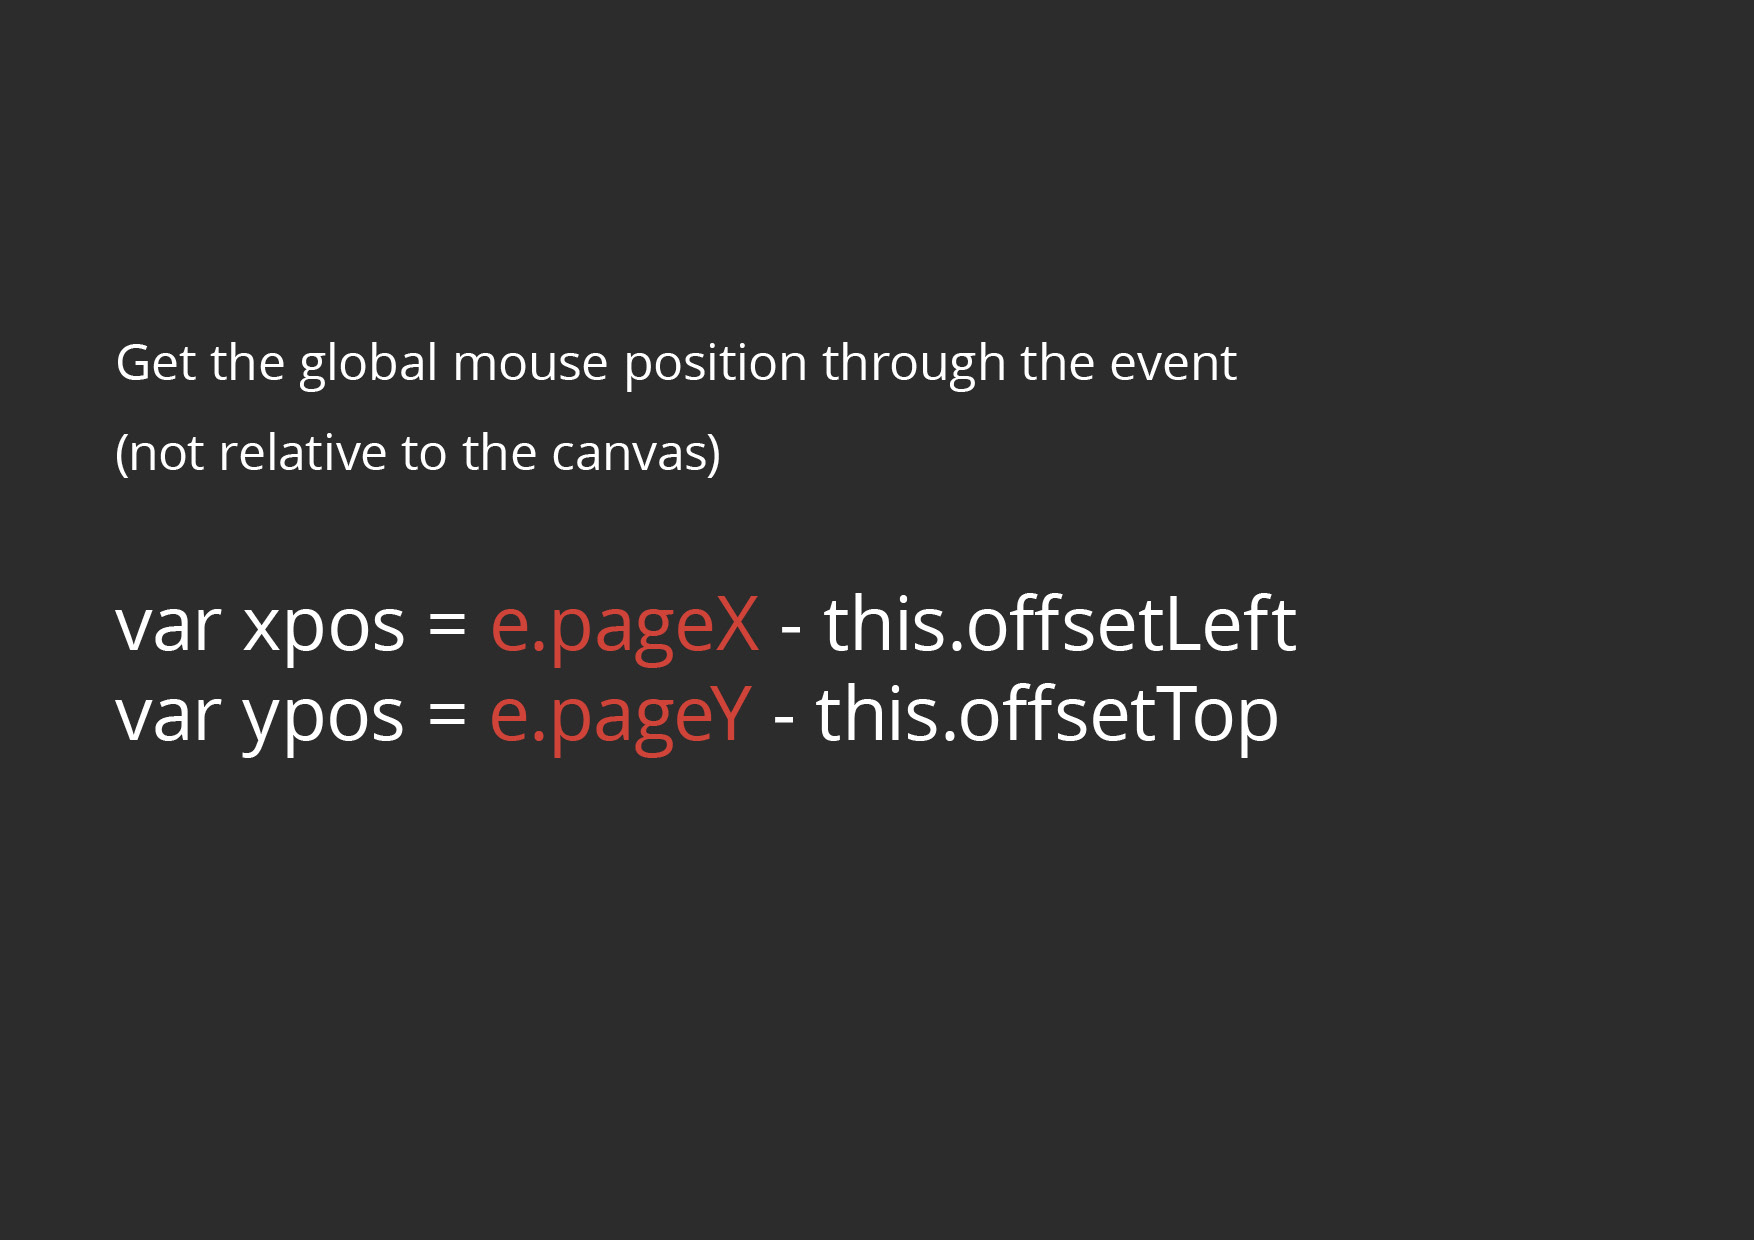 Get the global mouse position through the event
(not relative to the canvas)
var xpos = e.pageX - this.offsetLeft
var ypos = e.pageY - this.offsetTop